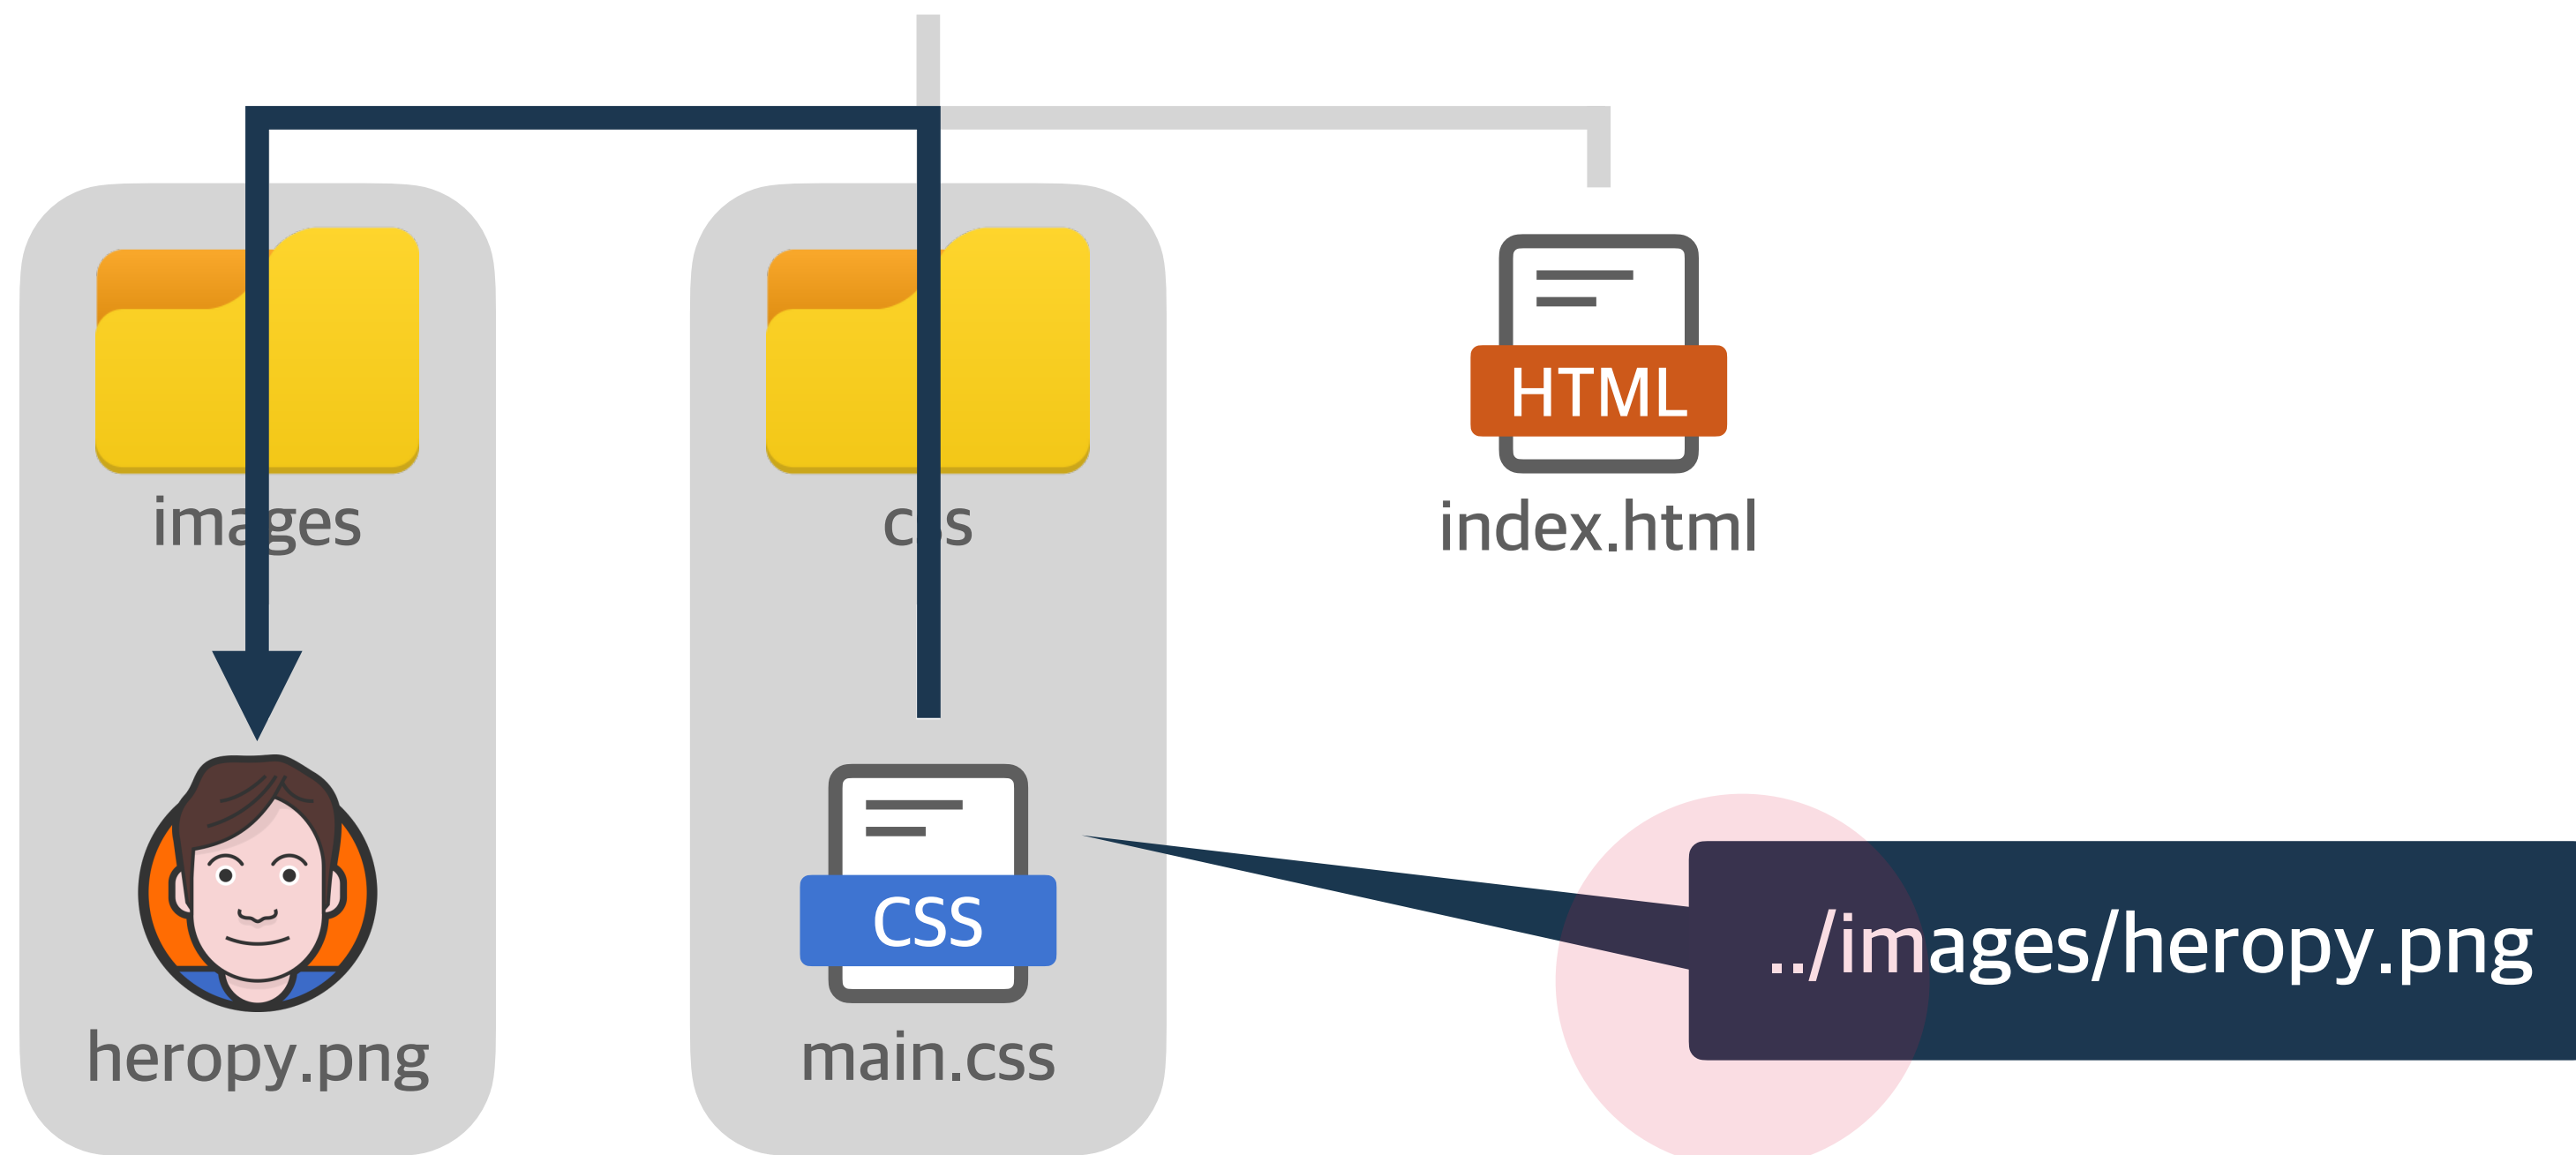 HTML
images
css
index.html
CSS
../images/heropy.png
heropy.png
main.css